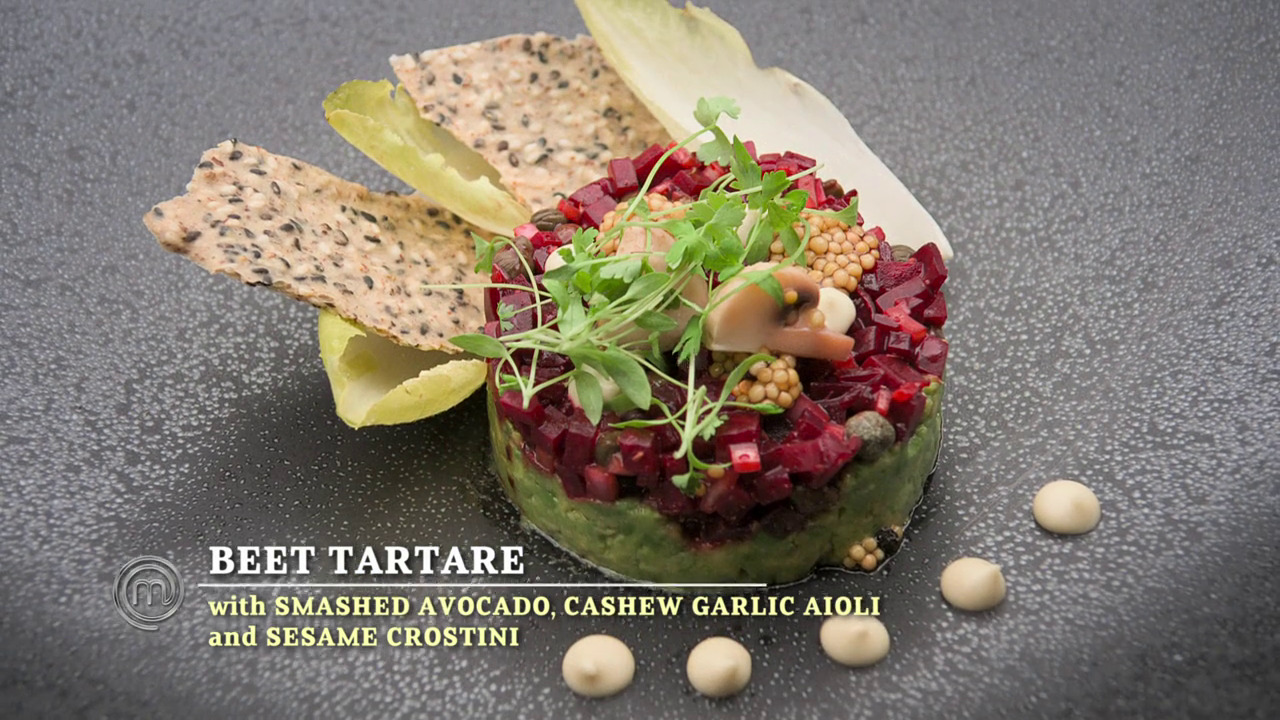 BEET TARTARE
with SMASHED AVOCADO, CASHEW GARLIC AIOLI
and SESAME CROSTINI